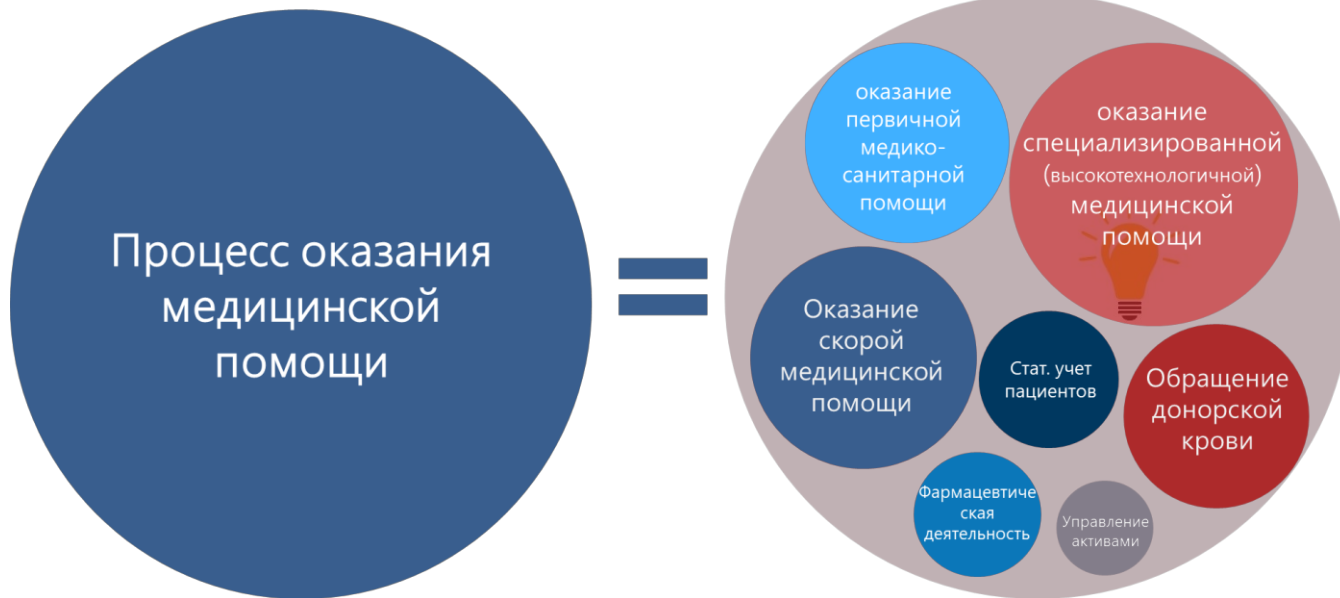 Процесс оказания
медицинской
помощи
оказание
первичной
медико-
санитарной
помощи
оказание
специализированной
(высокотехнологичной)
медицинской
помощи
Оказание
скорой
медицинской
помощи
Стат. учет
пациентов
Обращение
донорской
крови
Фармацевтиче
ская
деятельность
Управление
активами